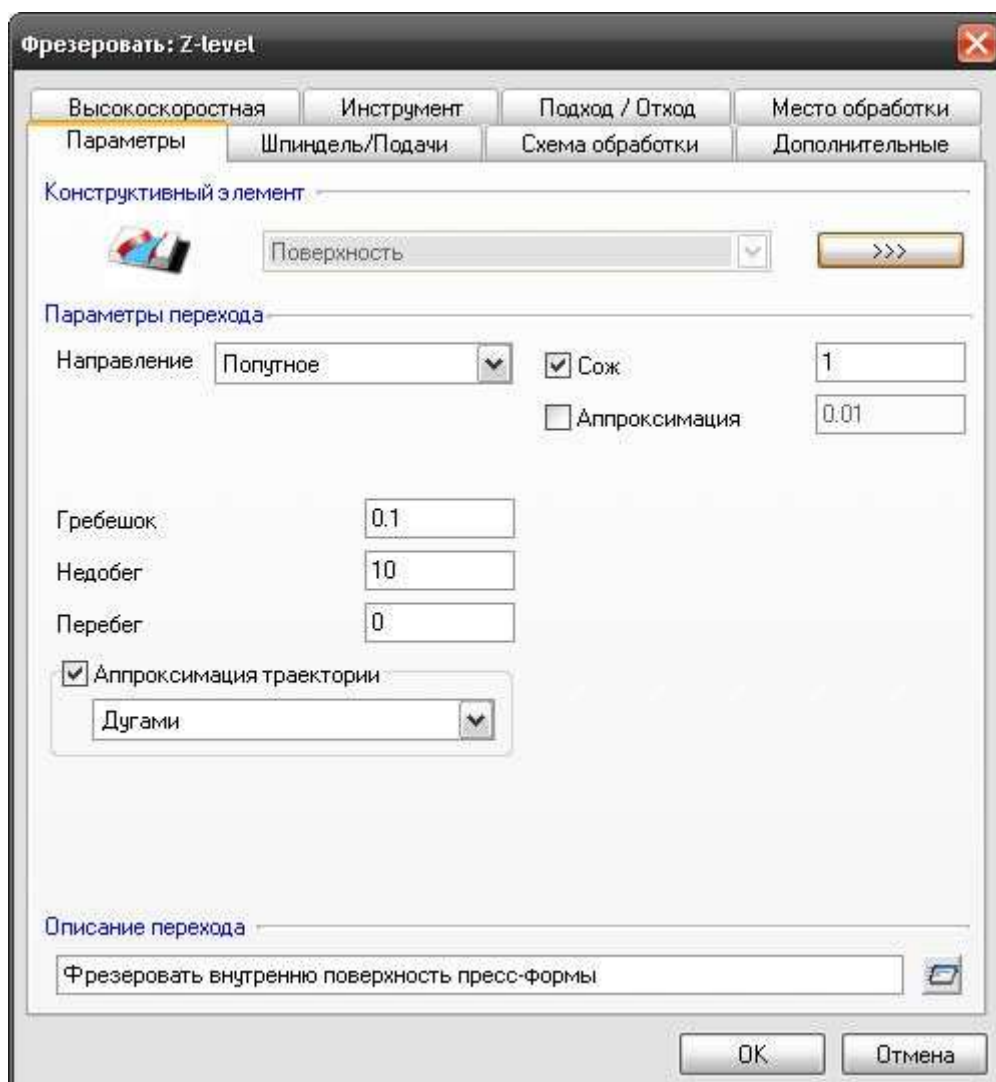 Фрезеровать: Z-level
Высокоскоростная Инструмент Подход / Отход Место обработки
Параметры Шпиндель/Подачи Схема обработки Дополнительные
Конструктивный элемент
Поверхность >>>
Параметры перехода
Направление Попутное Сож 1
Аппроксимация 0.01
Гребешок 0.1
Недобег 10
Перебег 0
Аппроксимация траектории
Дугами
Описание перехода
Фрезеровать внутренню поверхность пресс-формы
OK Отмена